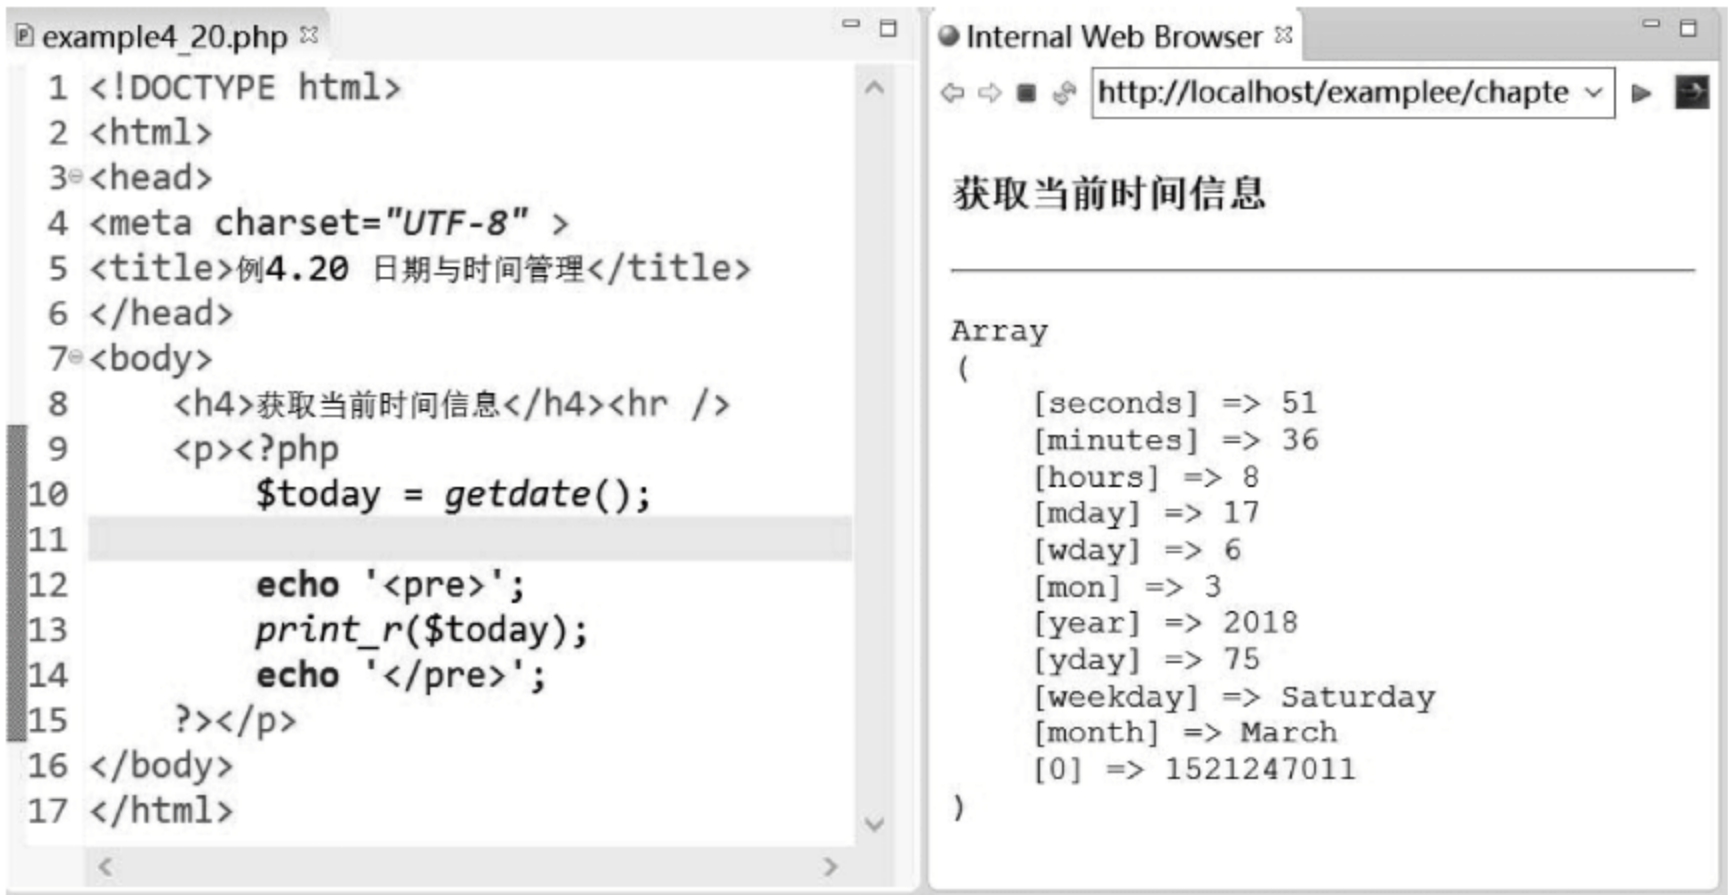 example4_20.php
1 <!DOCTYPE html>
2 <html>
3 <head>
4 <meta charset="UTF-8" >
5 <title>例4.20 日期与时间管理</title>
6 </head>
7 <body>
8     <h4>获取当前时间信息</h4><hr />
9     <p><?php
10         $today = getdate();
11
12         echo '<pre>';
13         print_r($today);
14         echo '</pre>';
15     ?></p>
16 </body>
17 </html>
Internal Web Browser
http://localhost/examplee/chapte
获取当前时间信息
Array
(
    [seconds] => 51
    [minutes] => 36
    [hours] => 8
    [mday] => 17
    [wday] => 6
    [mon] => 3
    [year] => 2018
    [yday] => 75
    [weekday] => Saturday
    [month] => March
    [0] => 1521247011
)